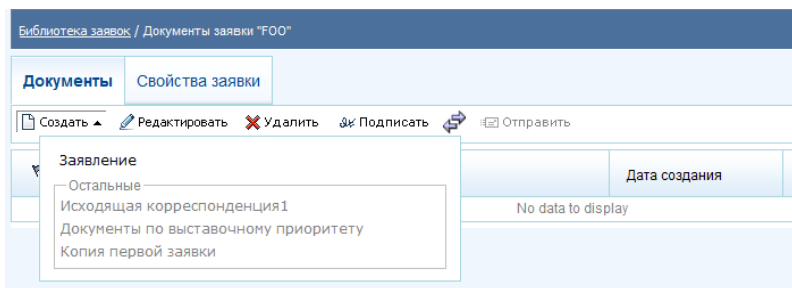 Библиотека заявок / Документы заявки "FOO"
Документы Свойства заявки
Создать Редактировать Удалить Подписать Отправить
Заявление
Дата создания
Остальные
Исходящая корреспонденция1
No data to display
Документы по выставочному приоритету
Копия первой заявки